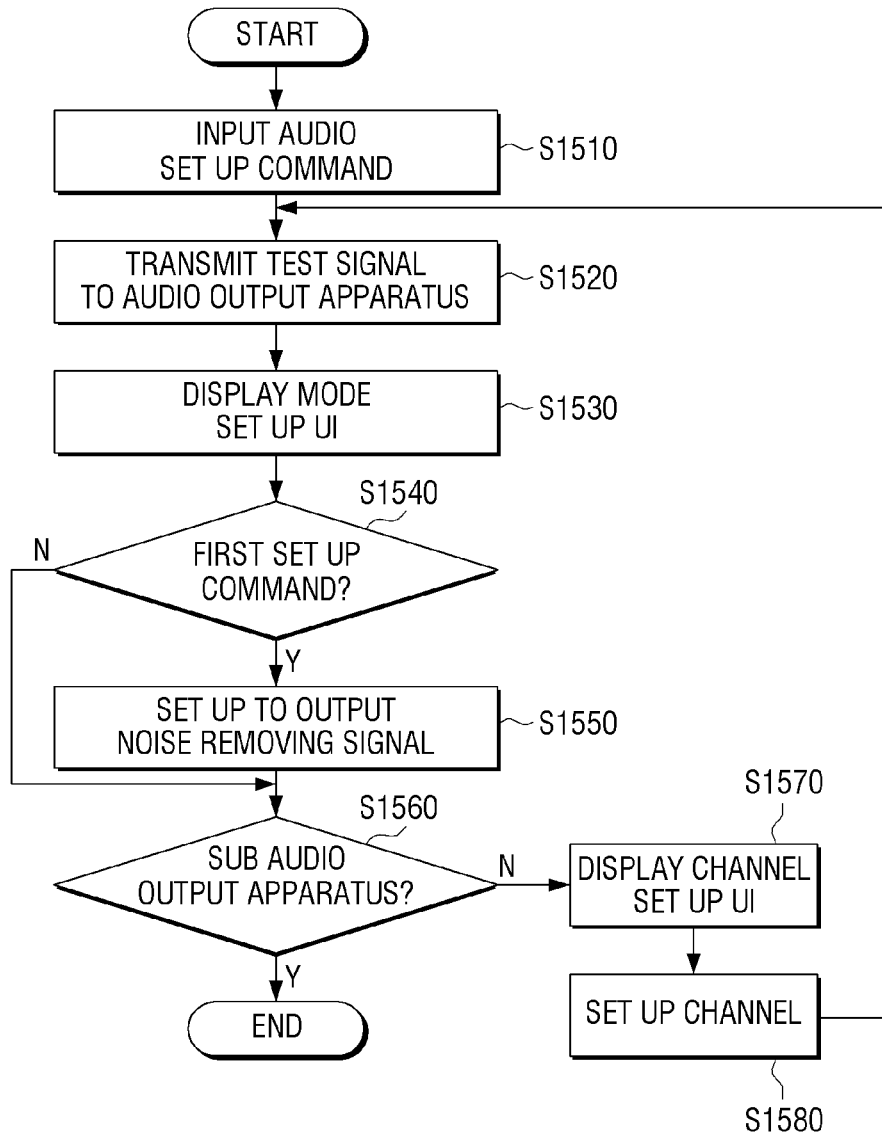 START
INPUT AUDIO
SET UP COMMAND
S1510
TRANSMIT TEST SIGNAL
TO AUDIO OUTPUT APPARATUS
S1520
DISPLAY MODE
SET UP UI
S1530
S1540
N
FIRST SET UP
COMMAND?
Y
SET UP TO OUTPUT
NOISE REMOVING SIGNAL
S1550
S1560
SUB AUDIO
OUTPUT APPARATUS?
N
S1570
DISPLAY CHANNEL
SET UP UI
Y
END
SET UP CHANNEL
S1580